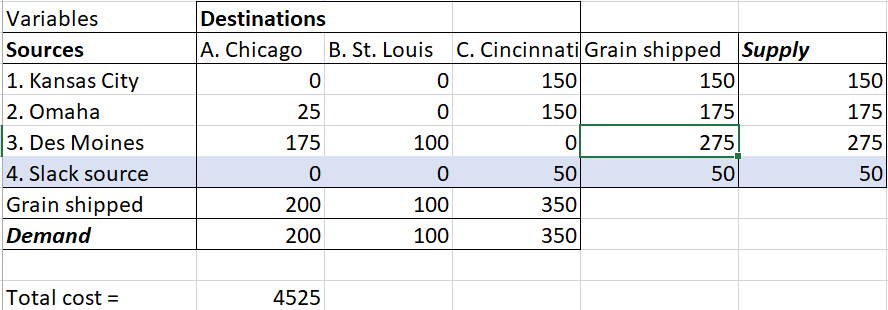 Variables Destinations
Sources A. Chicago B. St. Louis C. Cincinnati Grain shipped Supply
1. Kansas City 0 0 150 150 150
2. Omaha 25 0 150 175 175
3. Des Moines 175 100 0 275 275
4. Slack source 0 0 50 50 50
Grain shipped 200 100 350
Demand 200 100 350
Total cost = 4525